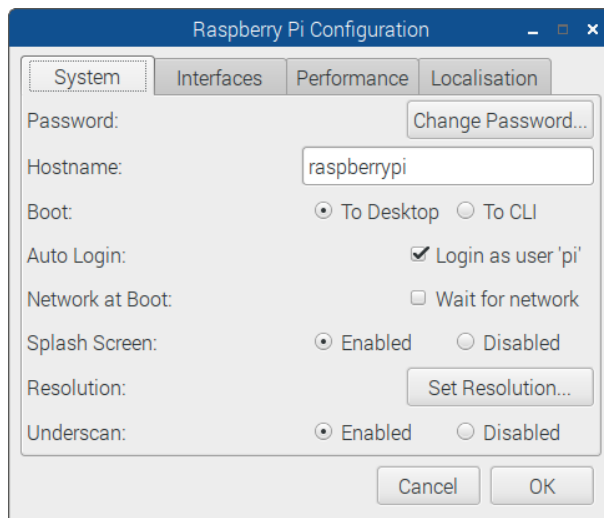 Raspberry Pi Configuration
System Interfaces Performance Localisation
Password: Change Password...
Hostname: raspberrypi
Boot: To Desktop To CLI
Auto Login: Login as user 'pi'
Network at Boot: Wait for network
Splash Screen: Enabled Disabled
Resolution: Set Resolution...
Underscan: Enabled Disabled
Cancel OK